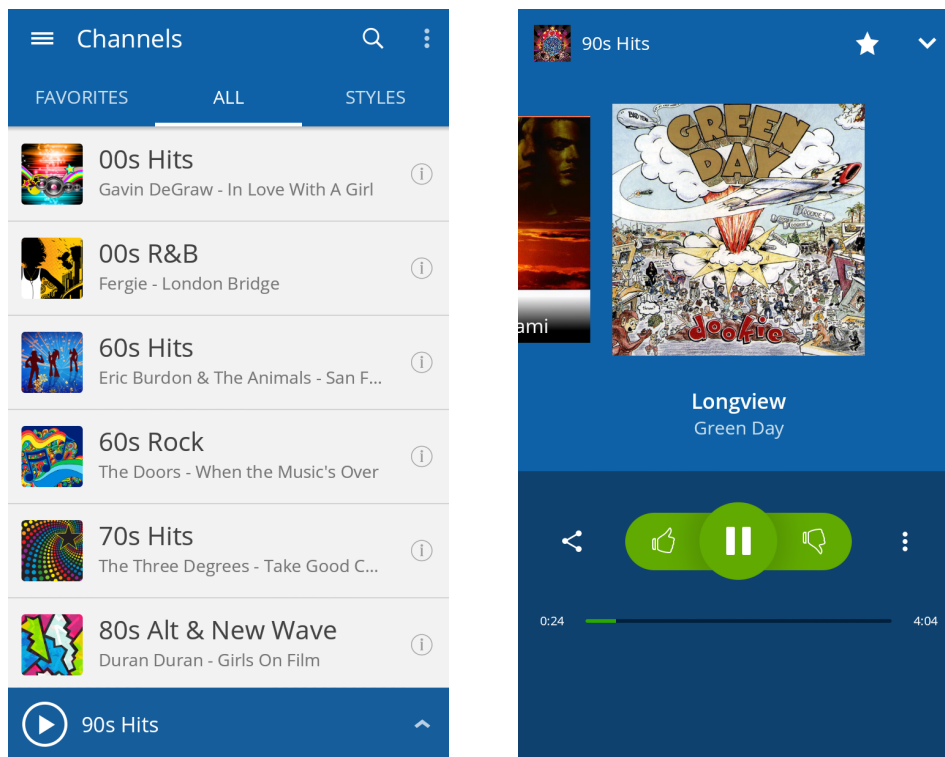 Channels
FAVORITES ALL STYLES
00s Hits
Gavin DeGraw - In Love With A Girl
00s R&B
Fergie - London Bridge
60s Hits
Eric Burdon & The Animals - San F...
60s Rock
The Doors - When the Music's Over
70s Hits
The Three Degrees - Take Good C...
80s Alt & New Wave
Duran Duran - Girls On Film
90s Hits
90s Hits
GREEN
DAY
dookie
ami
Longview
Green Day
0:24 4:04